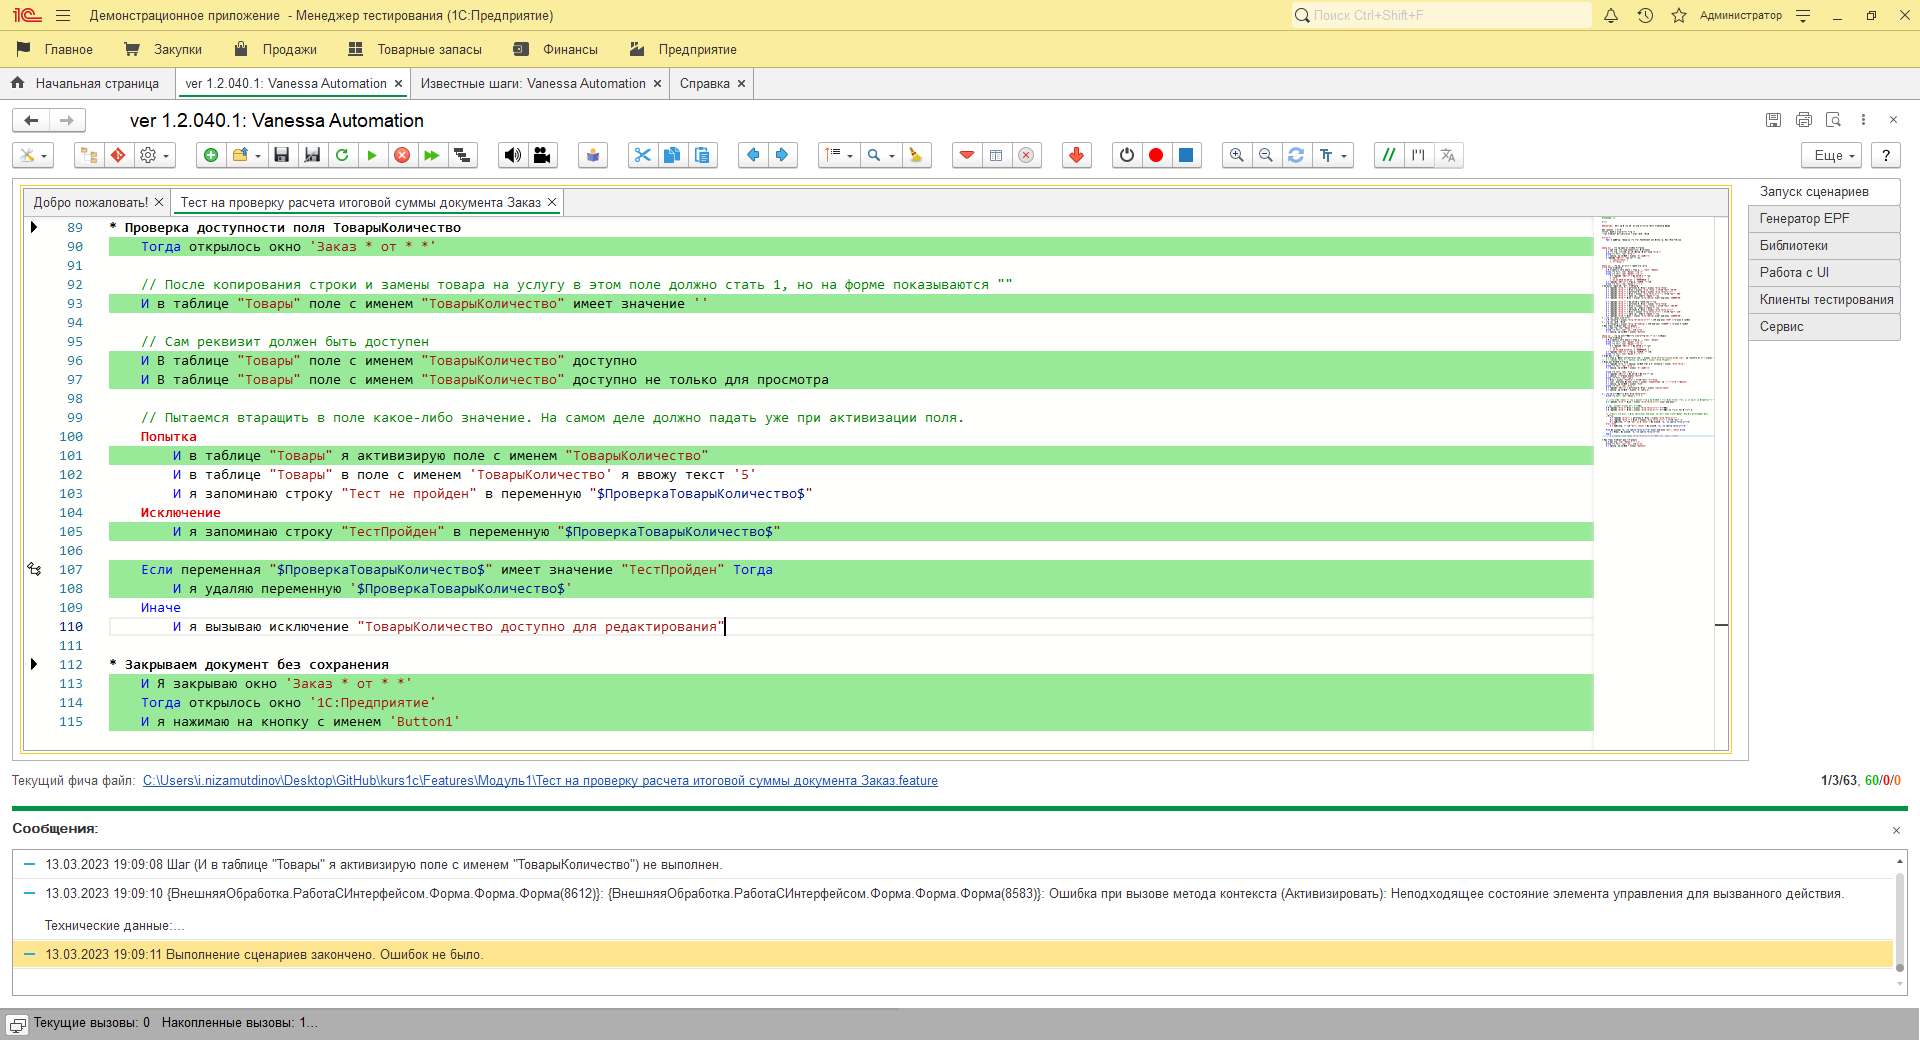 Демонстрационное приложение - Менеджер тестирования (1С:Предприятие)
Поиск Ctrl+Shift+F
Администратор
Главное
Закупки
Продажи
Товарные запасы
Финансы
Предприятие
Начальная страница
ver 1.2.040.1: Vanessa Automation ×
Известные шаги: Vanessa Automation ×
Справка ×
ver 1.2.040.1: Vanessa Automation
Еще
?
Добро пожаловать! ×
Тест на проверку расчета итоговой суммы документа Заказ ×
Запуск сценариев
Генератор EPF
Библиотеки
Работа с UI
Клиенты тестирования
Сервис
89 * Проверка доступности поля ТоварыКоличество
90 Тогда открылось окно 'Заказ * от * *'
91
92 // После копирования строки и замены товара на услугу в этом поле должно стать 1, но на форме показываются ""
93 И в таблице "Товары" поле с именем "ТоварыКоличество" имеет значение ''
94
95 // Сам реквизит должен быть доступен
96 И В таблице "Товары" поле с именем "ТоварыКоличество" доступно
97 И В таблице "Товары" поле с именем "ТоварыКоличество" доступно не только для просмотра
98
99 // Пытаемся втаращить в поле какое-либо значение. На самом деле должно падать уже при активизации поля.
100 Попытка
101 И в таблице "Товары" я активизирую поле с именем "ТоварыКоличество"
102 И в таблице "Товары" в поле с именем 'ТоварыКоличество' я ввожу текст '5'
103 И я запоминаю строку "Тест не пройден" в переменную "$ПроверкаТоварыКоличество$"
104 Исключение
105 И я запоминаю строку "ТестПройден" в переменную "$ПроверкаТоварыКоличество$"
106
107 Если переменная "$ПроверкаТоварыКоличество$" имеет значение "ТестПройден" Тогда
108 И я удаляю переменную '$ПроверкаТоварыКоличество$'
109 Иначе
110 И я вызываю исключение "ТоварыКоличество доступно для редактирования"
111
112 * Закрываем документ без сохранения
113 И Я закрываю окно 'Заказ * от * *'
114 Тогда открылось окно '1С:Предприятие'
115 И я нажимаю на кнопку с именем 'Button1'
Текущий фича файл: C:\Users\i.nizamutdinov\Desktop\GitHub\kurs1c\Features\Модуль1\Тест на проверку расчета итоговой суммы документа Заказ.feature
1/3/63, 60/0/0
Сообщения:
13.03.2023 19:09:08 Шаг (И в таблице "Товары" я активизирую поле с именем "ТоварыКоличество") не выполнен.
13.03.2023 19:09:10 {ВнешняяОбработка.РаботаСИнтерфейсом.Форма.Форма.Форма(8612)}: {ВнешняяОбработка.РаботаСИнтерфейсом.Форма.Форма.Форма(8583)}: Ошибка при вызове метода контекста (Активизировать): Неподходящее состояние элемента управления для вызванного действия.
Технические данные:...
13.03.2023 19:09:11 Выполнение сценариев закончено. Ошибок не было.
Текущие вызовы: 0 Накопленные вызовы: 1...